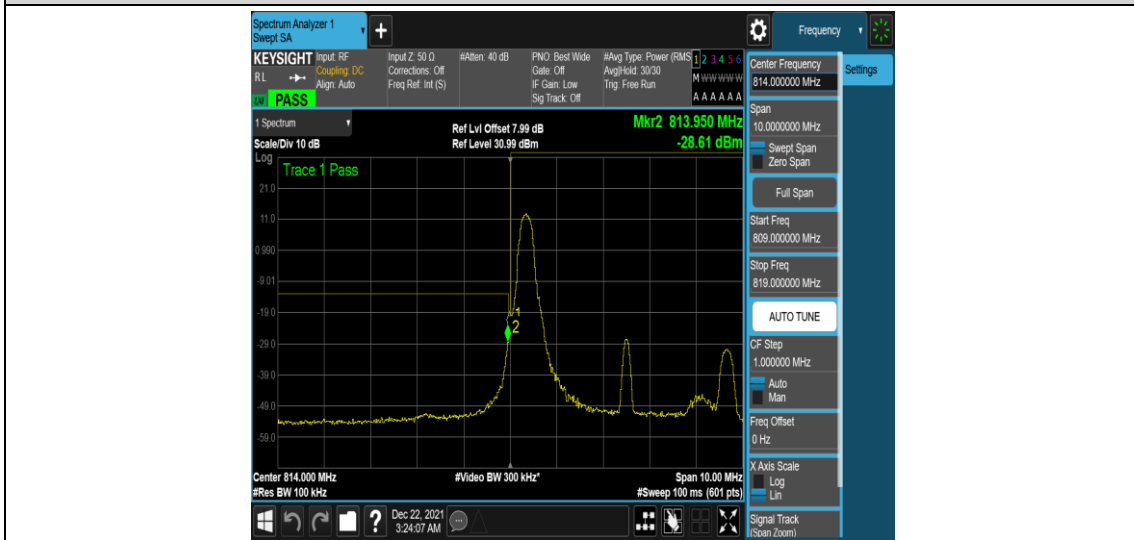 Spectrum Analyzer 1
Swept SA
+
Frequency
KEYSIGHT
RL
PASS
Input: RF
Coupling: DC
Align: Auto
Input Z: 50 Ω
Corrections: Off
Freq Ref: Int (S)
#Atten: 40 dB
PNO: Best Wide
Gate: Off
IF Gain: Low
Sig Track: Off
#Avg Type: Power (RMS
Avg|Hold: 30/30
Trig: Free Run
1 2 3 4 5 6
M W W W W W
A A A A A A
1 Spectrum
Scale/Div 10 dB
Ref Lvl Offset 7.99 dB
Ref Level 30.99 dBm
Mkr2 813.950 MHz
-28.61 dBm
Log
Trace 1 Pass
21.0
11.0
0.990
-9.01
-19.0
-29.0
-39.0
-49.0
-59.0
1
2
Center 814.000 MHz
#Res BW 100 kHz
#Video BW 300 kHz*
Span 10.00 MHz
#Sweep 100 ms (601 pts)
Center Frequency
814.000000 MHz
Settings
Span
10.0000000 MHz
Swept Span
Zero Span
Full Span
Start Freq
809.000000 MHz
Stop Freq
819.000000 MHz
AUTO TUNE
CF Step
1.000000 MHz
Auto
Man
Freq Offset
0 Hz
X Axis Scale
Log
Lin
Signal Track
(Span Zoom)
?
Dec 22, 2021
3:24:07 AM